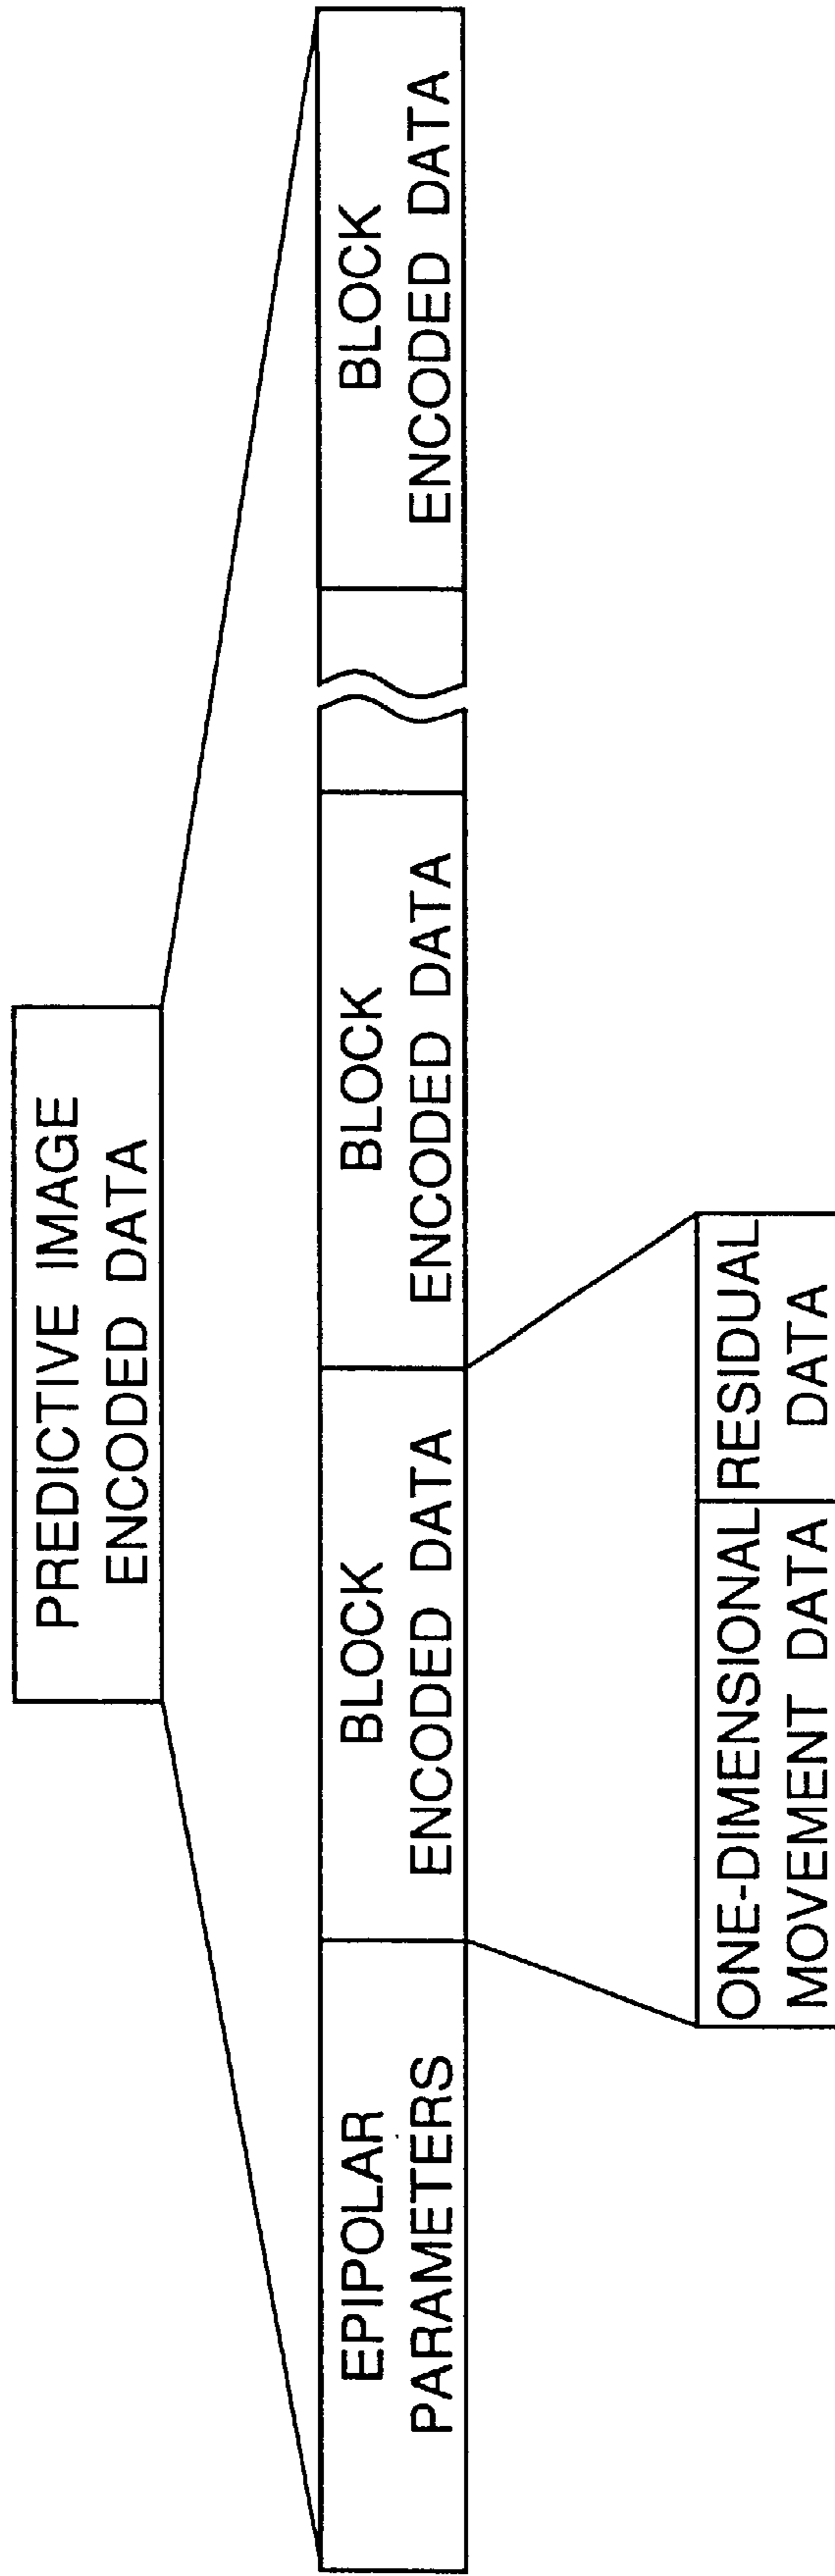 PREDICTIVE IMAGE
ENCODED DATA
EPIPOLAR
PARAMETERS
BLOCK
ENCODED DATA
BLOCK
ENCODED DATA
BLOCK
ENCODED DATA
ONE-DIMENSIONAL
MOVEMENT DATA
RESIDUAL
DATA